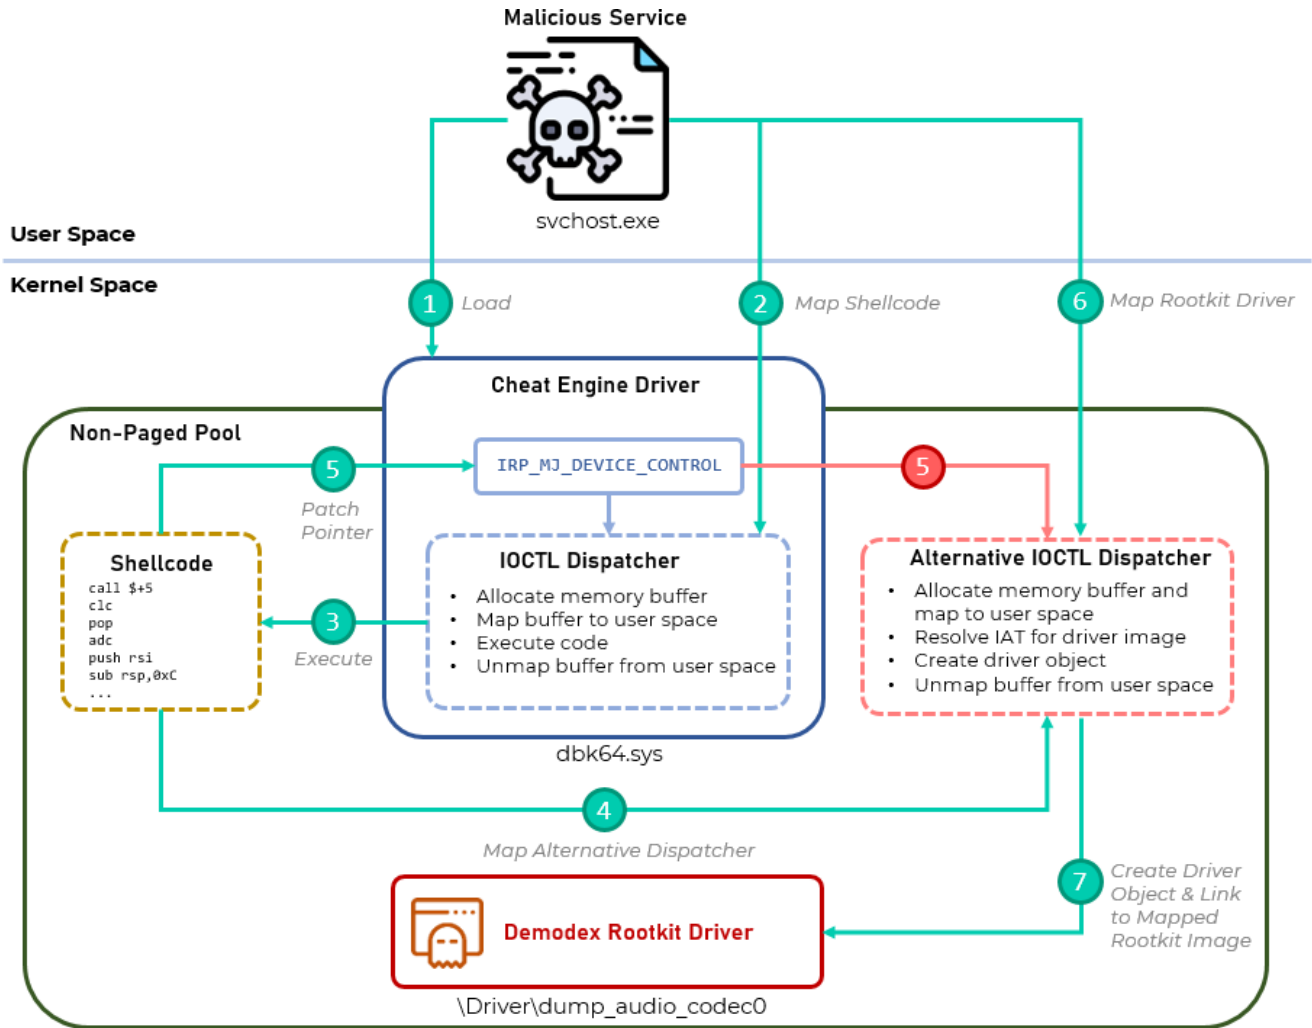 Malicious Service
svchost.exe
User Space
Kernel Space
1
Load
2
Map Shellcode
6
Map Rootkit Driver
Cheat Engine Driver
Non-Paged Pool
IRP_MJ_DEVICE_CONTROL
5
Patch
Pointer
5
Shellcode
call $+5
clc
pop
adc
push rsi
sub rsp,0xC
...
3
Execute
IOCTL Dispatcher
• Allocate memory buffer
• Map buffer to user space
• Execute code
• Unmap buffer from user space
Alternative IOCTL Dispatcher
• Allocate memory buffer and
map to user space
• Resolve IAT for driver image
• Create driver object
• Unmap buffer from user space
dbk64.sys
4
Map Alternative Dispatcher
7
Create Driver
Object & Link
to Mapped
Rootkit Image
Demodex Rootkit Driver
\Driver\dump_audio_codec0